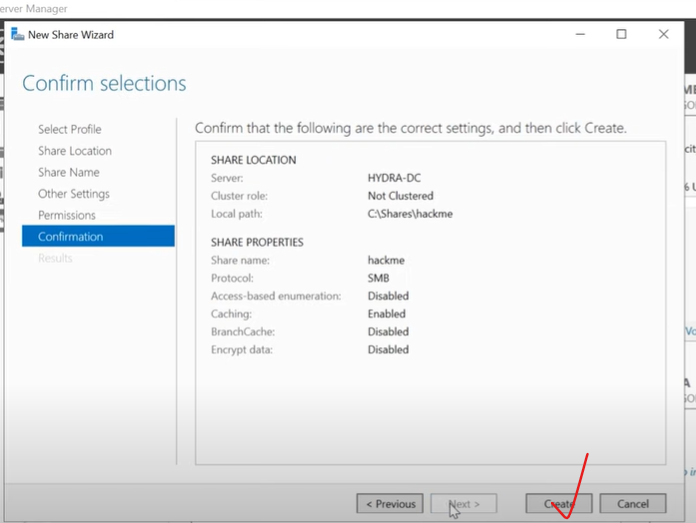 erver Manager
New Share Wizard
Confirm selections
Select Profile
Share Location
Share Name
Other Settings
Permissions
Confirmation
Results
Confirm that the following are the correct settings, and then click Create.
SHARE LOCATION
Server: HYDRA-DC
Cluster role: Not Clustered
Local path: C:\Shares\hackme
SHARE PROPERTIES
Share name: hackme
Protocol: SMB
Access-based enumeration: Disabled
Caching: Enabled
BranchCache: Disabled
Encrypt data: Disabled
< Previous
Next >
Create
Cancel